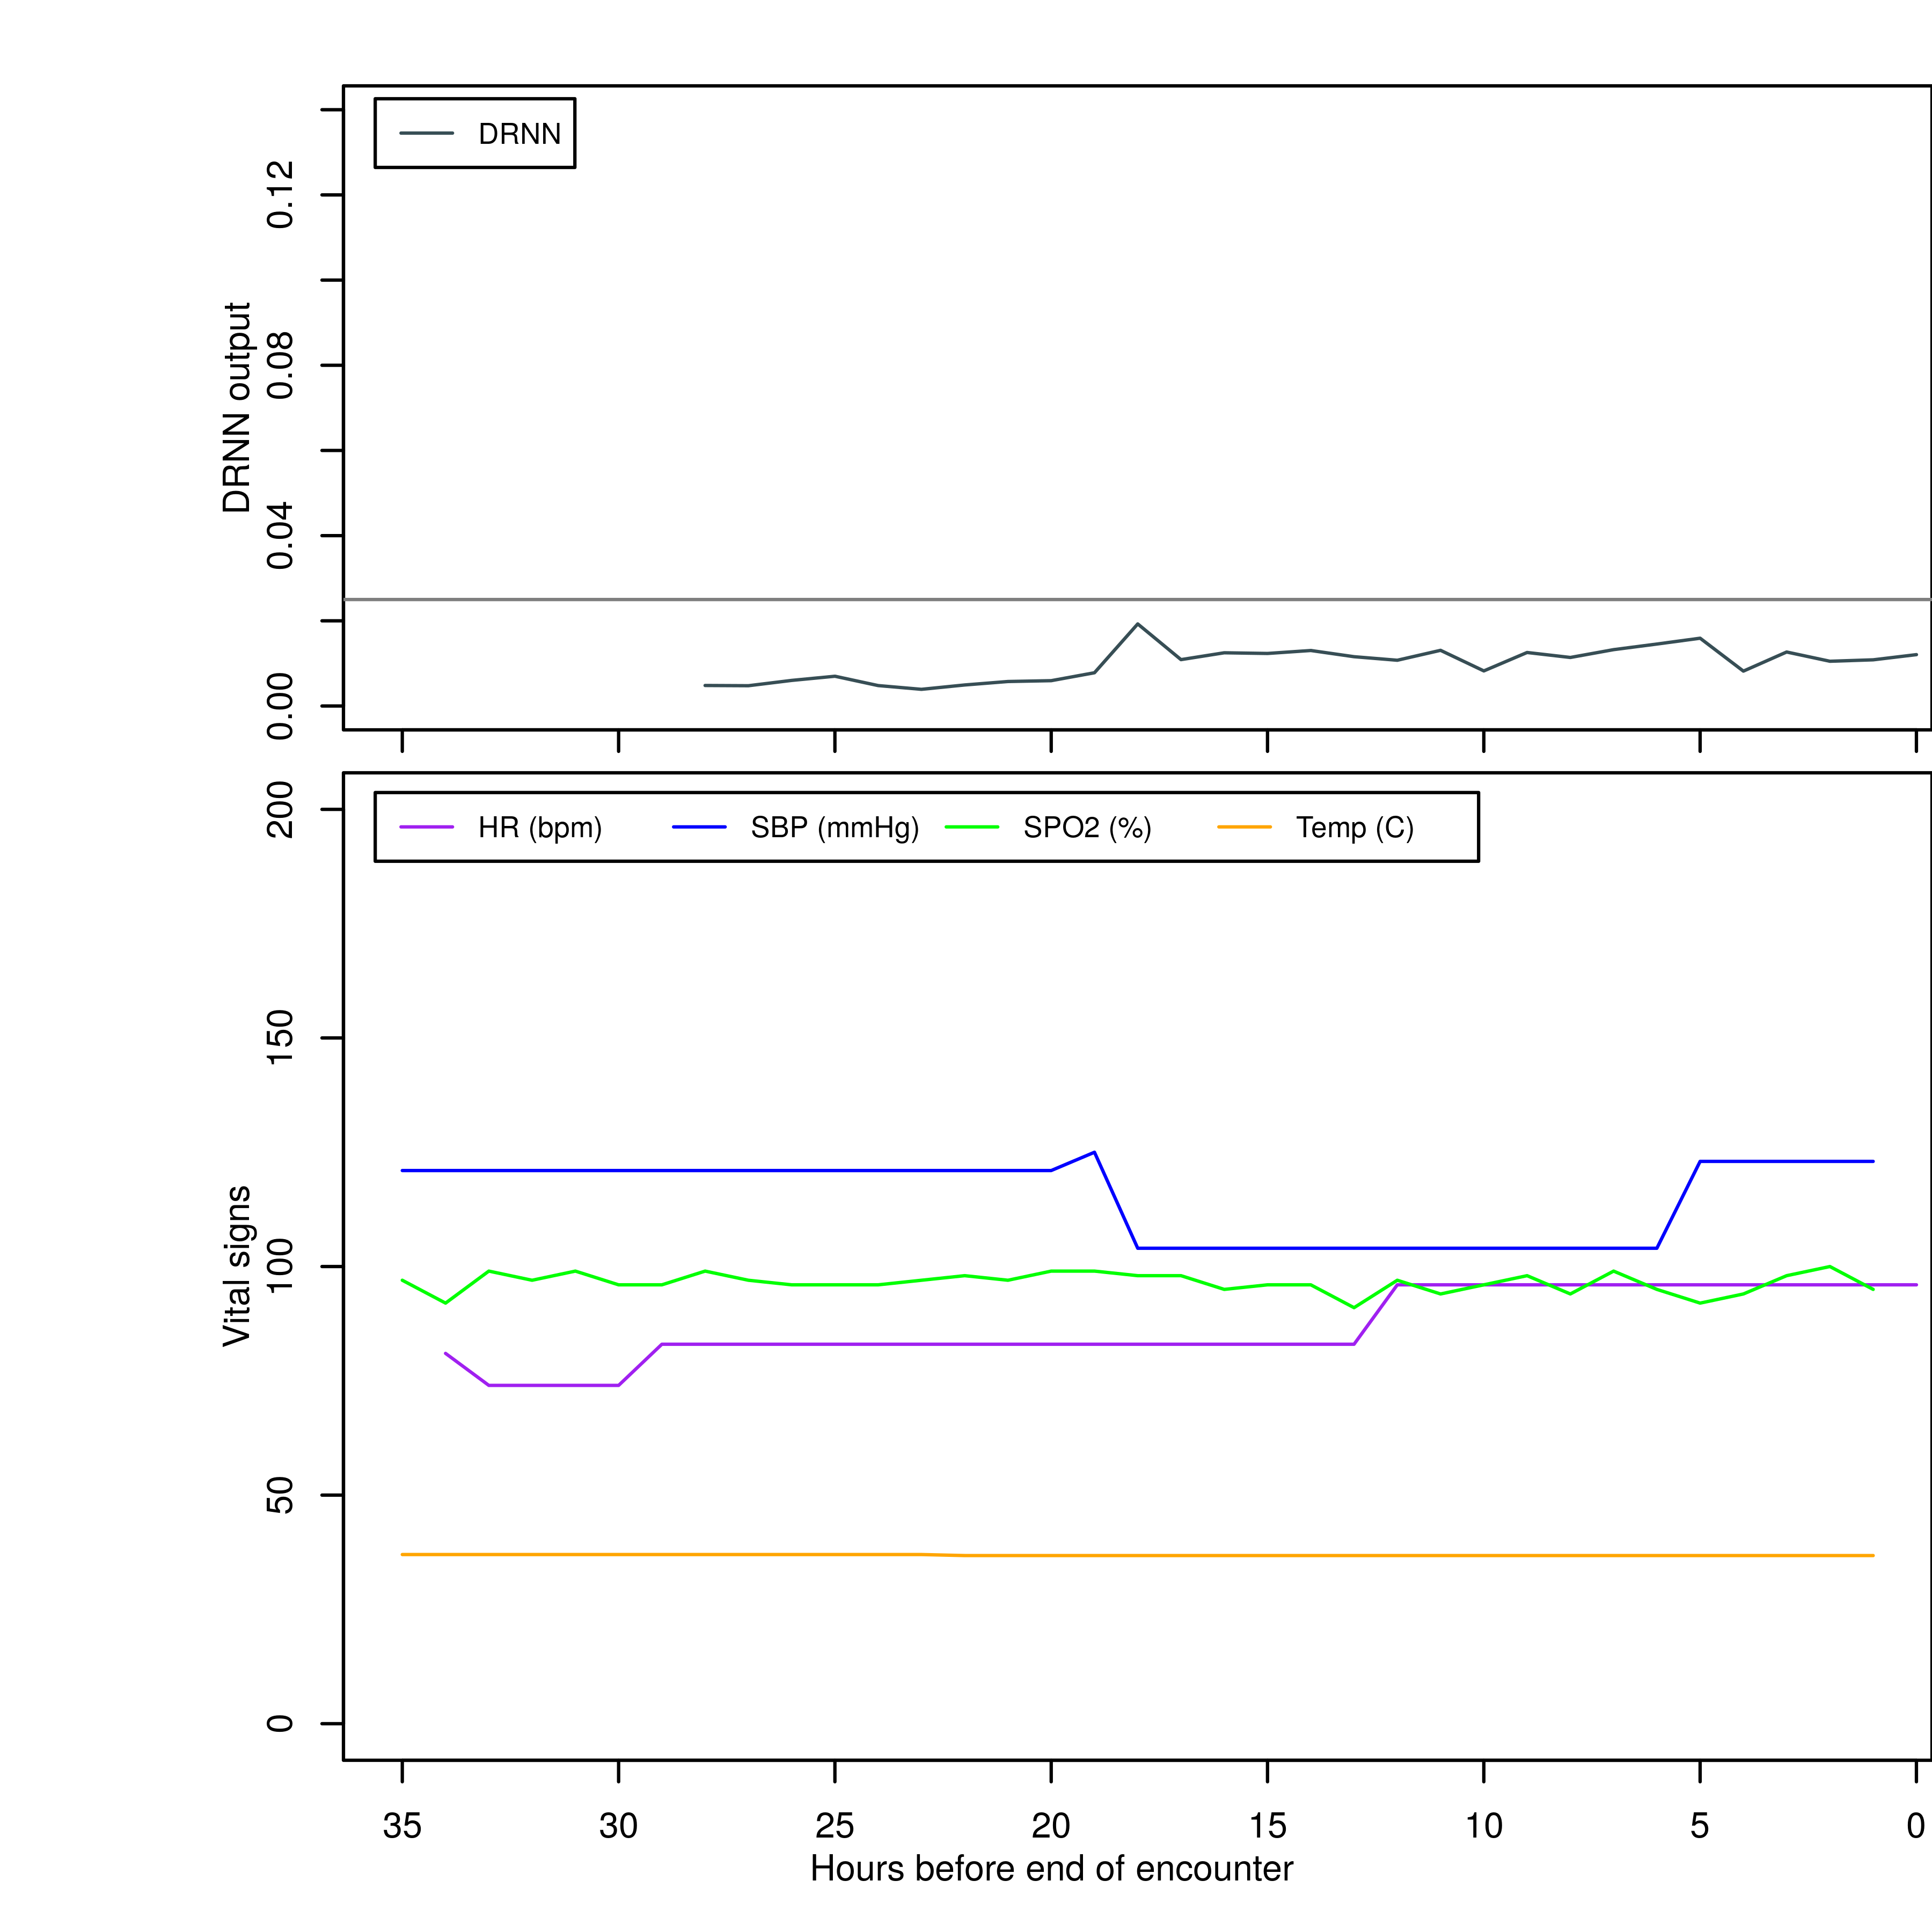 DRNN
0.12
0.08
0.04
0.00
DRNN output
HR (bpm) SBP (mmHg) SPO2 (%) Temp (C)
200
150
100
50
0
Vital signs
35 30 25 20 15 10 5 0
Hours before end of encounter